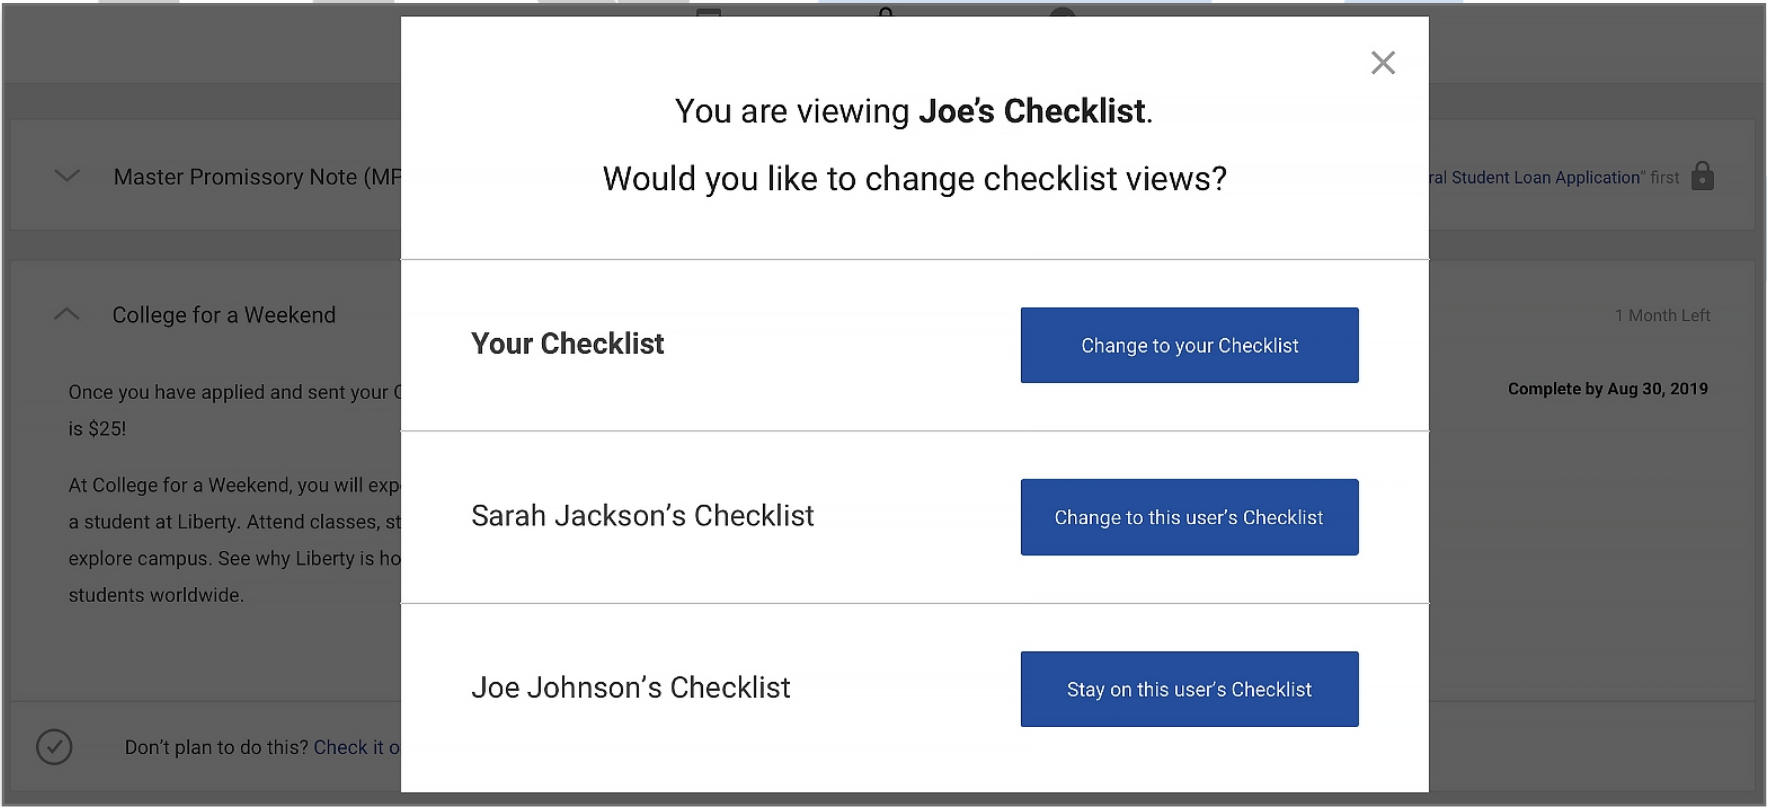 You are viewing Joe's Checklist.
Would you like to change checklist views?
Master Promissory Note
ral Student Loan Application" first
Your Checklist
Change to your Checklist
College for a Weekend
1 Month Left
Once you have applied and sent your
is $25!
Complete by Aug 30, 2019
Sarah Jackson's Checklist
Change to this user's Checklist
At College for a Weekend, you will exp
a student at Liberty. Attend classes, st
explore campus. See why Liberty is ho
students worldwide.
Joe Johnson's Checklist
Stay on this user's Checklist
Don't plan to do this? Check it o